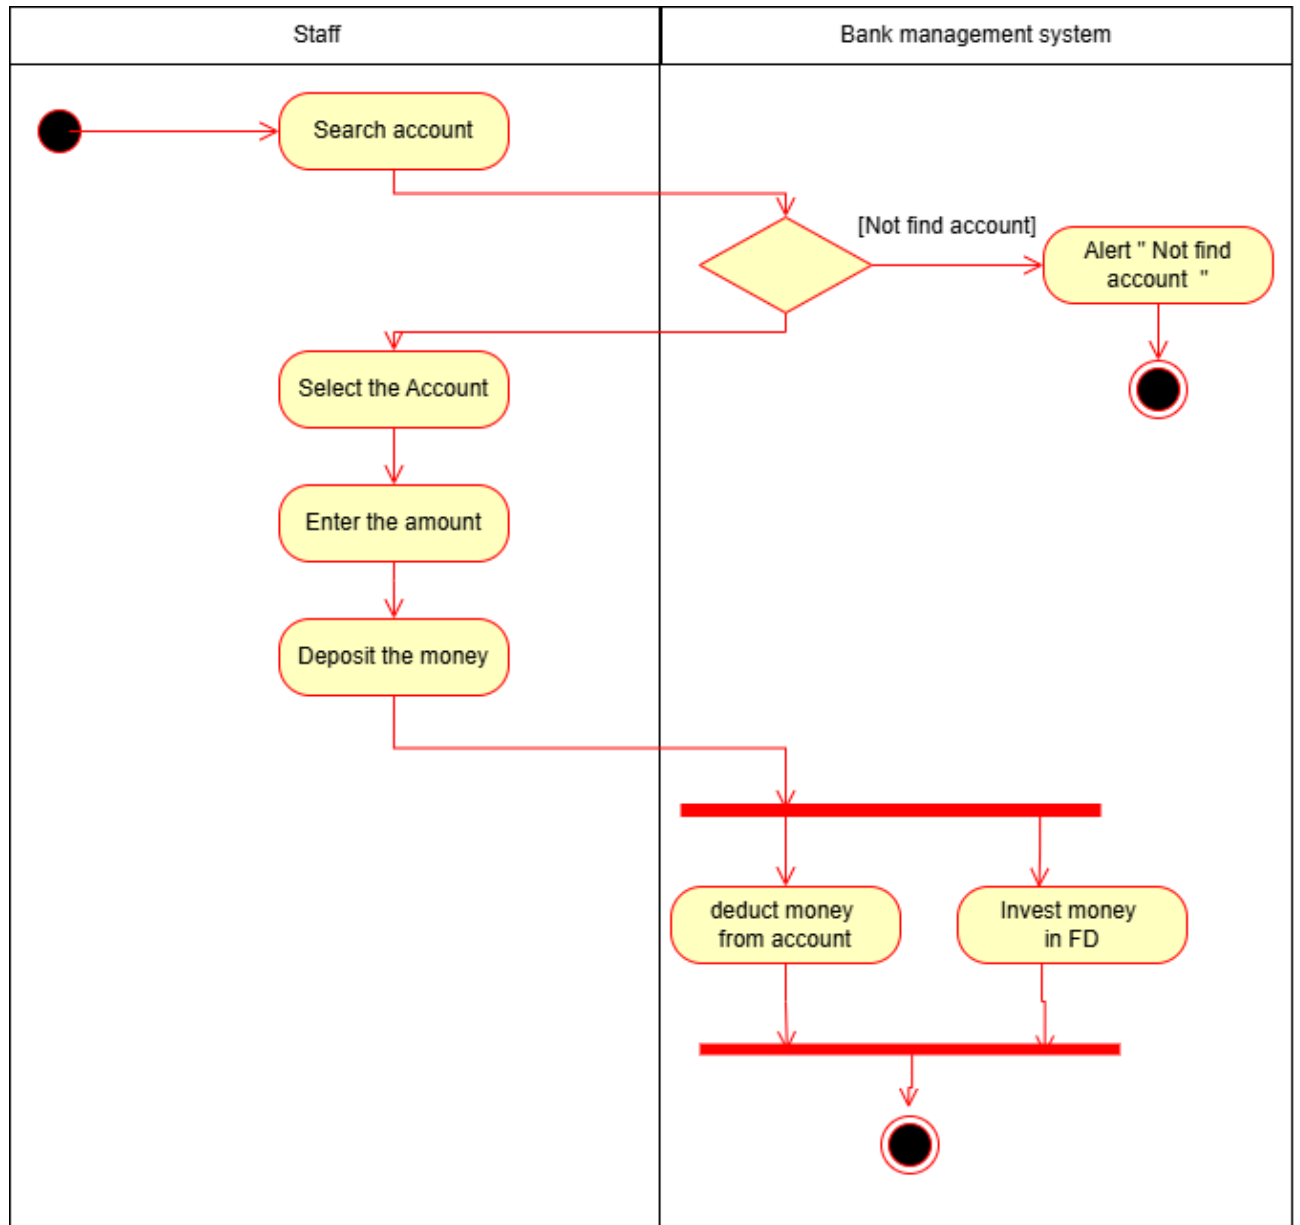 Staff
Bank management system
Search account
[Not find account]
Alert " Not find
account  "
Select the Account
Enter the amount
Deposit the money
deduct money
from account
Invest money
in FD